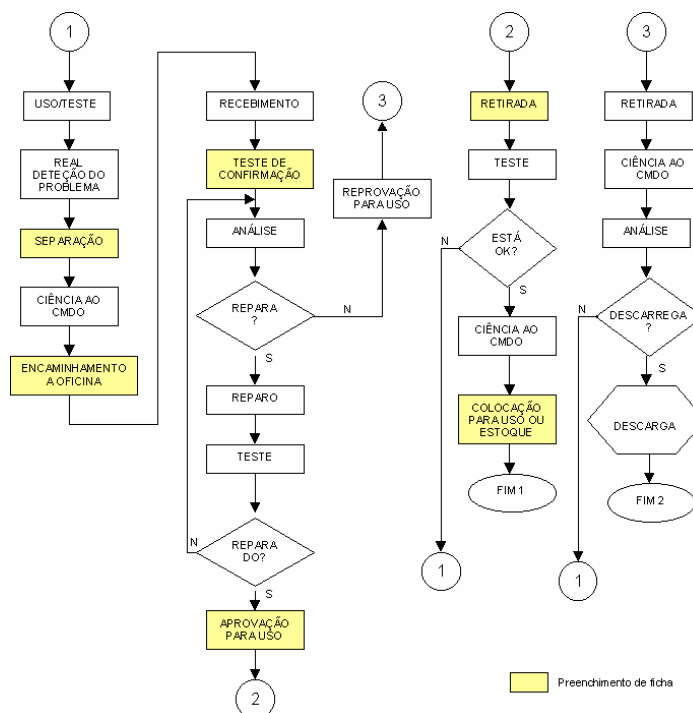 1
USO/TESTE
REAL
DETEÇÃO DO
PROBLEMA
SEPARAÇÃO
CIÊNCIA AO
CMDO
ENCAMINHAMENTO
A OFICINA
RECEBIMENTO
TESTE DE
CONFIRMAÇÃO
ANÁLISE
REPARA
?
N
S
REPARO
TESTE
REPARA
DO?
N
S
APROVAÇÃO
PARA USO
2
3
REPROVAÇÃO
PARA USO
2
RETIRADA
TESTE
ESTÁ
OK?
N
S
CIÊNCIA AO
CMDO
COLOCAÇÃO
PARA USO OU
ESTOQUE
FIM 1
1
3
RETIRADA
CIÊNCIA AO
CMDO
ANÁLISE
DESCARREGA
?
N
S
DESCARGA
FIM 2
1
Preenchimento de ficha